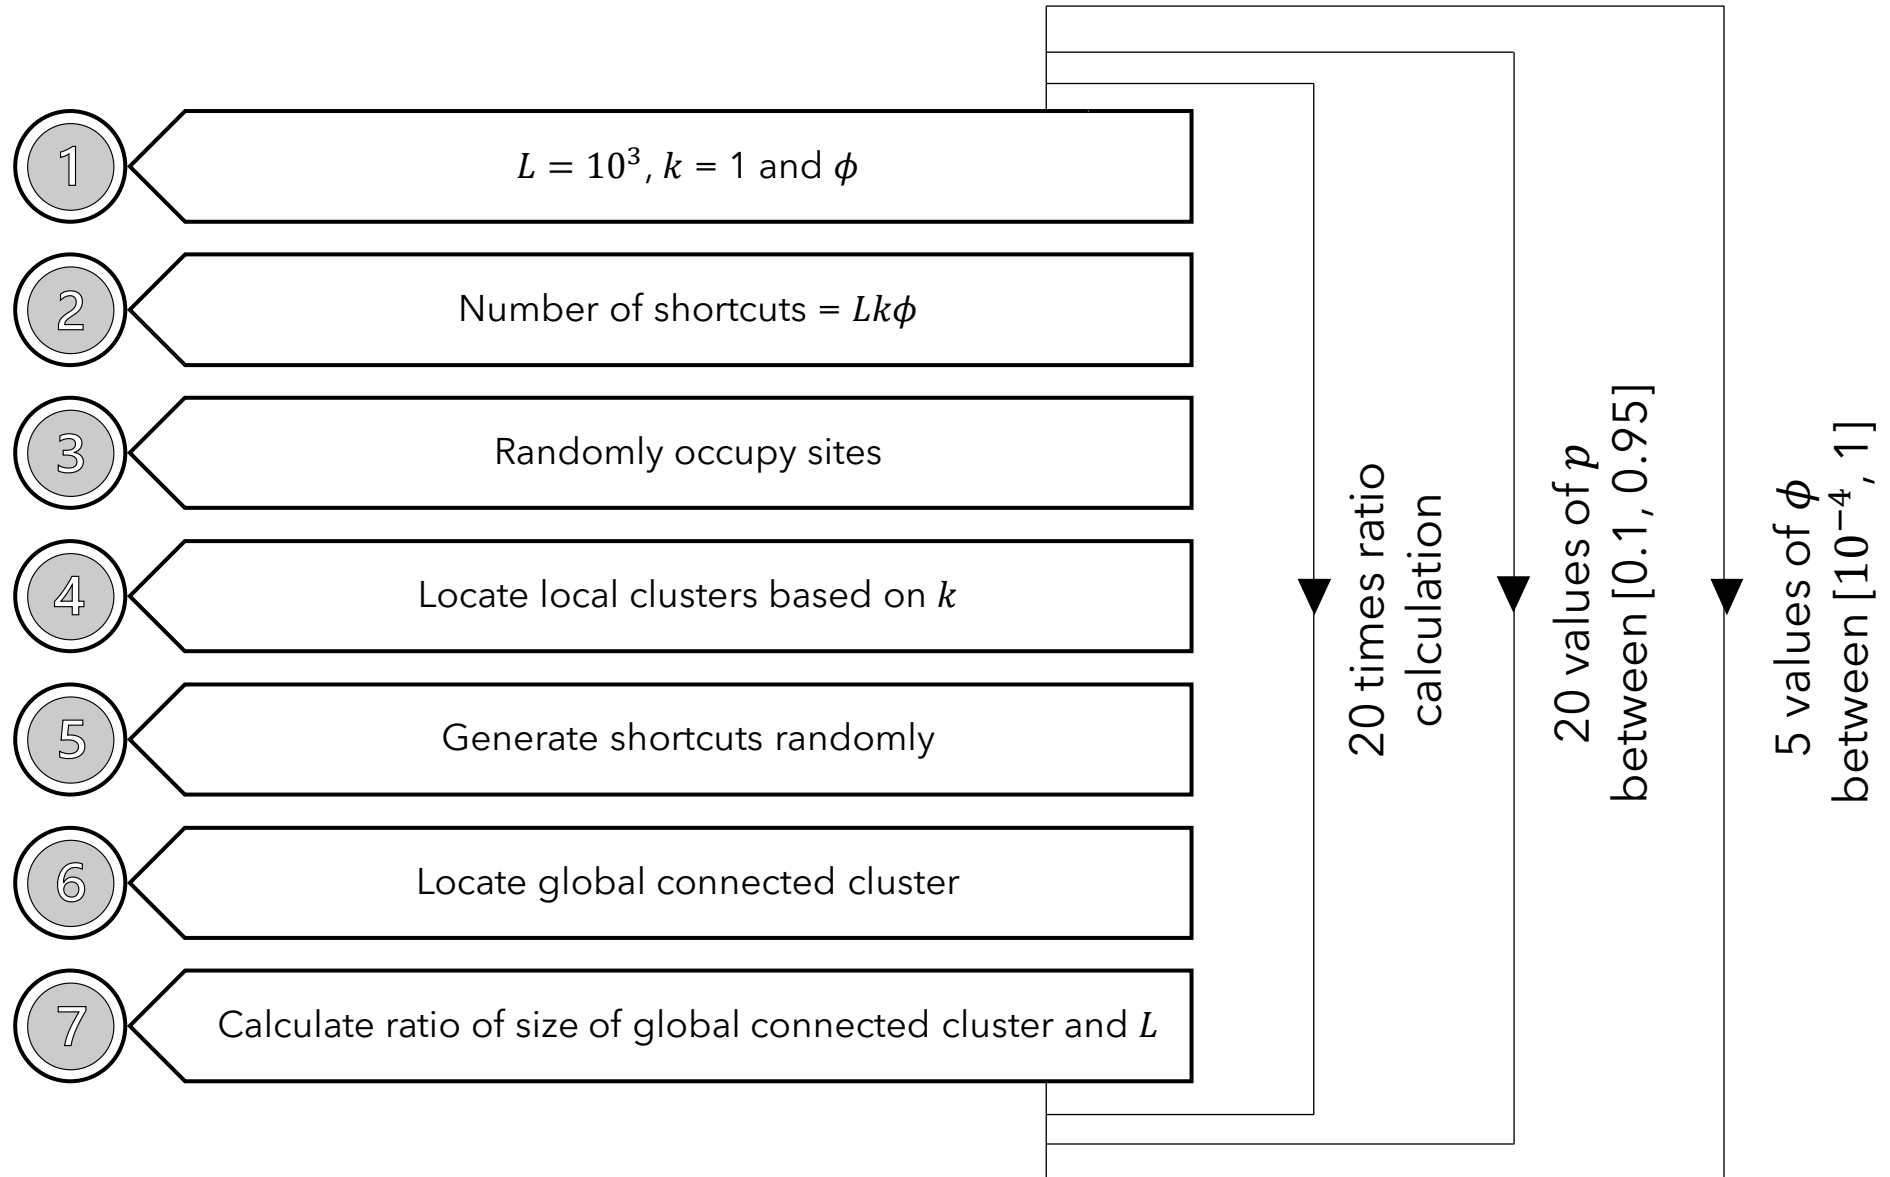 1
L = 10³, k = 1 and ϕ
2
Number of shortcuts = Lkϕ
3
Randomly occupy sites
4
Locate local clusters based on k
5
Generate shortcuts randomly
6
Locate global connected cluster
7
Calculate ratio of size of global connected cluster and L
20 times ratio
calculation
20 values of p
between [0.1, 0.95]
5 values of ϕ
between [10⁻⁴, 1]